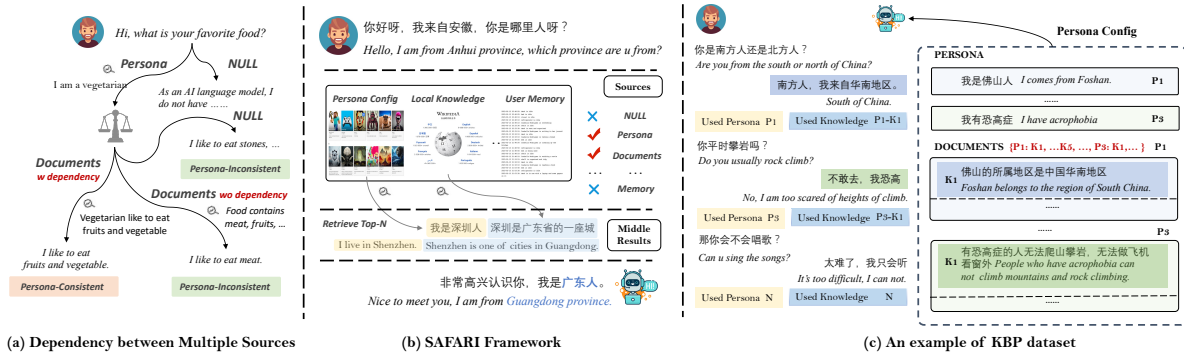 Hi, what is your favorite food?
Persona
NULL
I am a vegetarian
As an AI language model, I
do not have ……
NULL
I like to eat stones, …
Persona-Inconsistent
Documents
w dependency
Documents
wo dependency
Vegetarian like to eat
fruits and vegetable
Food contains
meat, fruits, …
I like to eat
fruits and vegetable.
Persona-Consistent
I like to eat meat.
Persona-Inconsistent
(a) Dependency between Multiple Sources
你好呀，我来自安徽，你是哪里人呀？
Hello, I am from Anhui province, which province are u from?
Sources
Persona Config
Local Knowledge
User Memory
WIKIPEDIA
NULL
Persona
Documents
....
Memory
Retrieve Top-N
我是深圳人
深圳是广东省的一座城
I live in Shenzhen.
Shenzhen is one of cities in Guangdong.
Middle
Results
非常高兴认识你，我是广东人。
Nice to meet you, I am from Guangdong province.
(b) SAFARI Framework
Hi!
Persona Config
你是南方人还是北方人？
Are you from the south or north of China?
南方人，我来自华南地区。
South of China.
Used Persona P1
Used Knowledge P1-K1
你平时攀岩吗？
Do you usually rock climb?
不敢去，我恐高
No, I am too scared of heights of climb.
Used Persona P3
Used Knowledge P3-K1
那你会不会唱歌？
Can u sing the songs?
太难了，我只会听
It's too difficult, I can not.
Used Persona N
Used Knowledge N
PERSONA
我是佛山人 I comes from Foshan. P1
......
我有恐高症 I have acrophobia P3
DOCUMENTS {P1: K1, …K5, …, P3: K1,… } P1
K1 佛山的所属地区是中国华南地区
Foshan belongs to the region of South China.
......
......
P3
K1 有恐高症的人无法爬山攀岩，无法做飞机
看窗外 People who have acrophobia can
not climb mountains and rock climbing.
......
(c) An example of KBP dataset